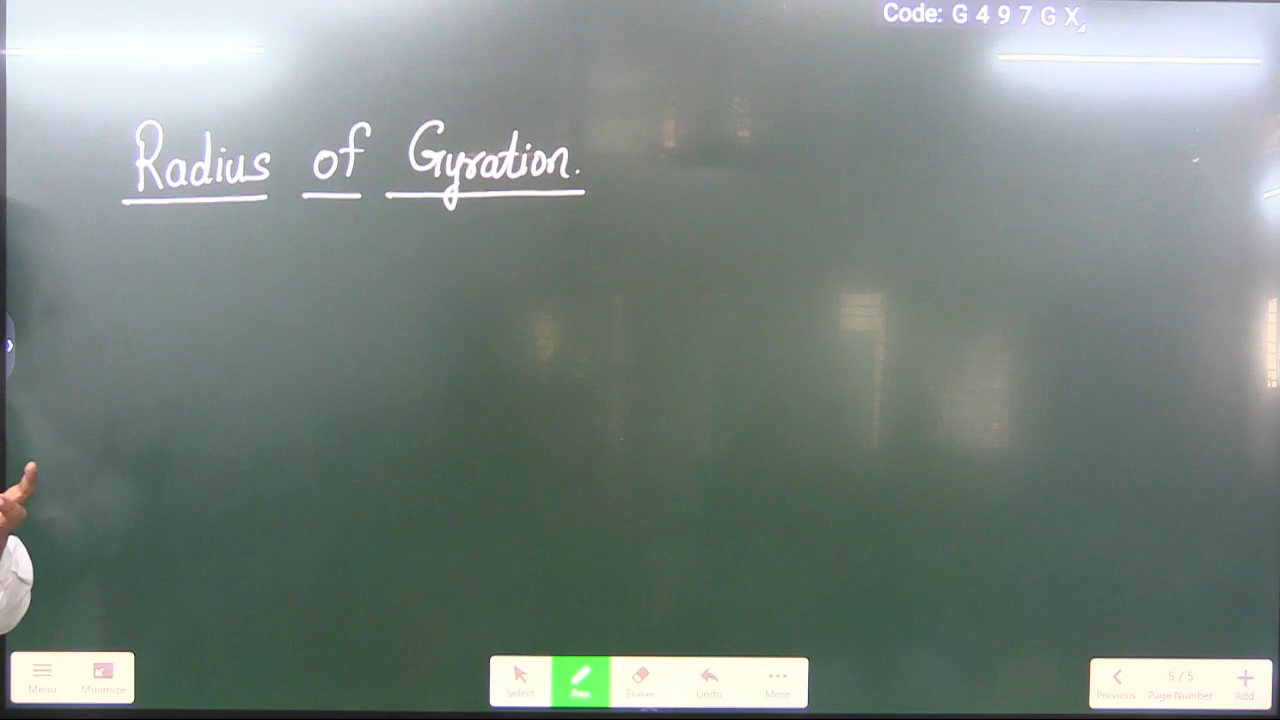 Code: G 4 9 7 G X
Radius of Gyration.
Menu Minimize Select Pen Eraser Undo More Previous 5 / 5 Page Number Add